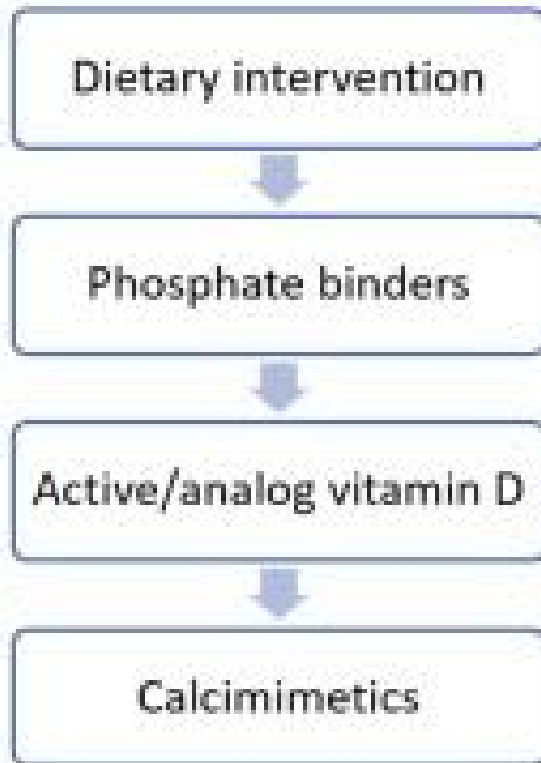 Dietary intervention
Phosphate binders
Active/analog vitamin D
Calcimimetics